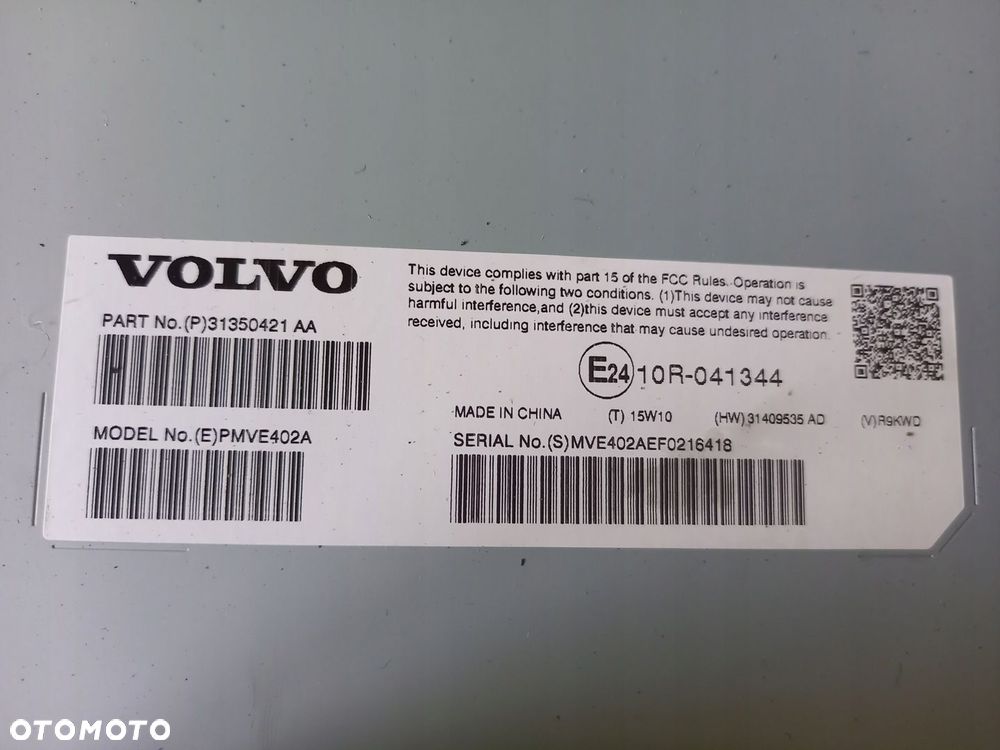 VOLVO
PART No.(P)31350421 AA
MODEL No.(E)PMVE402A
This device complies with part 15 of the FCC Rules. Operation is
subject to the following two conditions. (1)This device may not cause
harmful interference,and (2)this device must accept any interference
received, including interference that may cause undesired operation.
E24 10R-041344
MADE IN CHINA (T) 15W10 (HW) 31409535 AD (V)R9KWD
SERIAL No.(S)MVE402AEF0216418
OTOMOTO